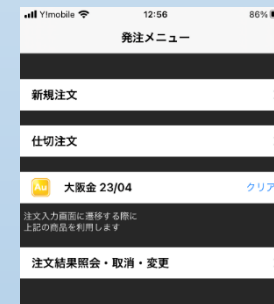 Y!mobile 12:56 86%
発注メニュー
新規注文
仕切注文
Au 大阪金 23/04 クリア
注文入力画面に遷移する際に
上記の商品を利用します
注文結果照会・取消・変更